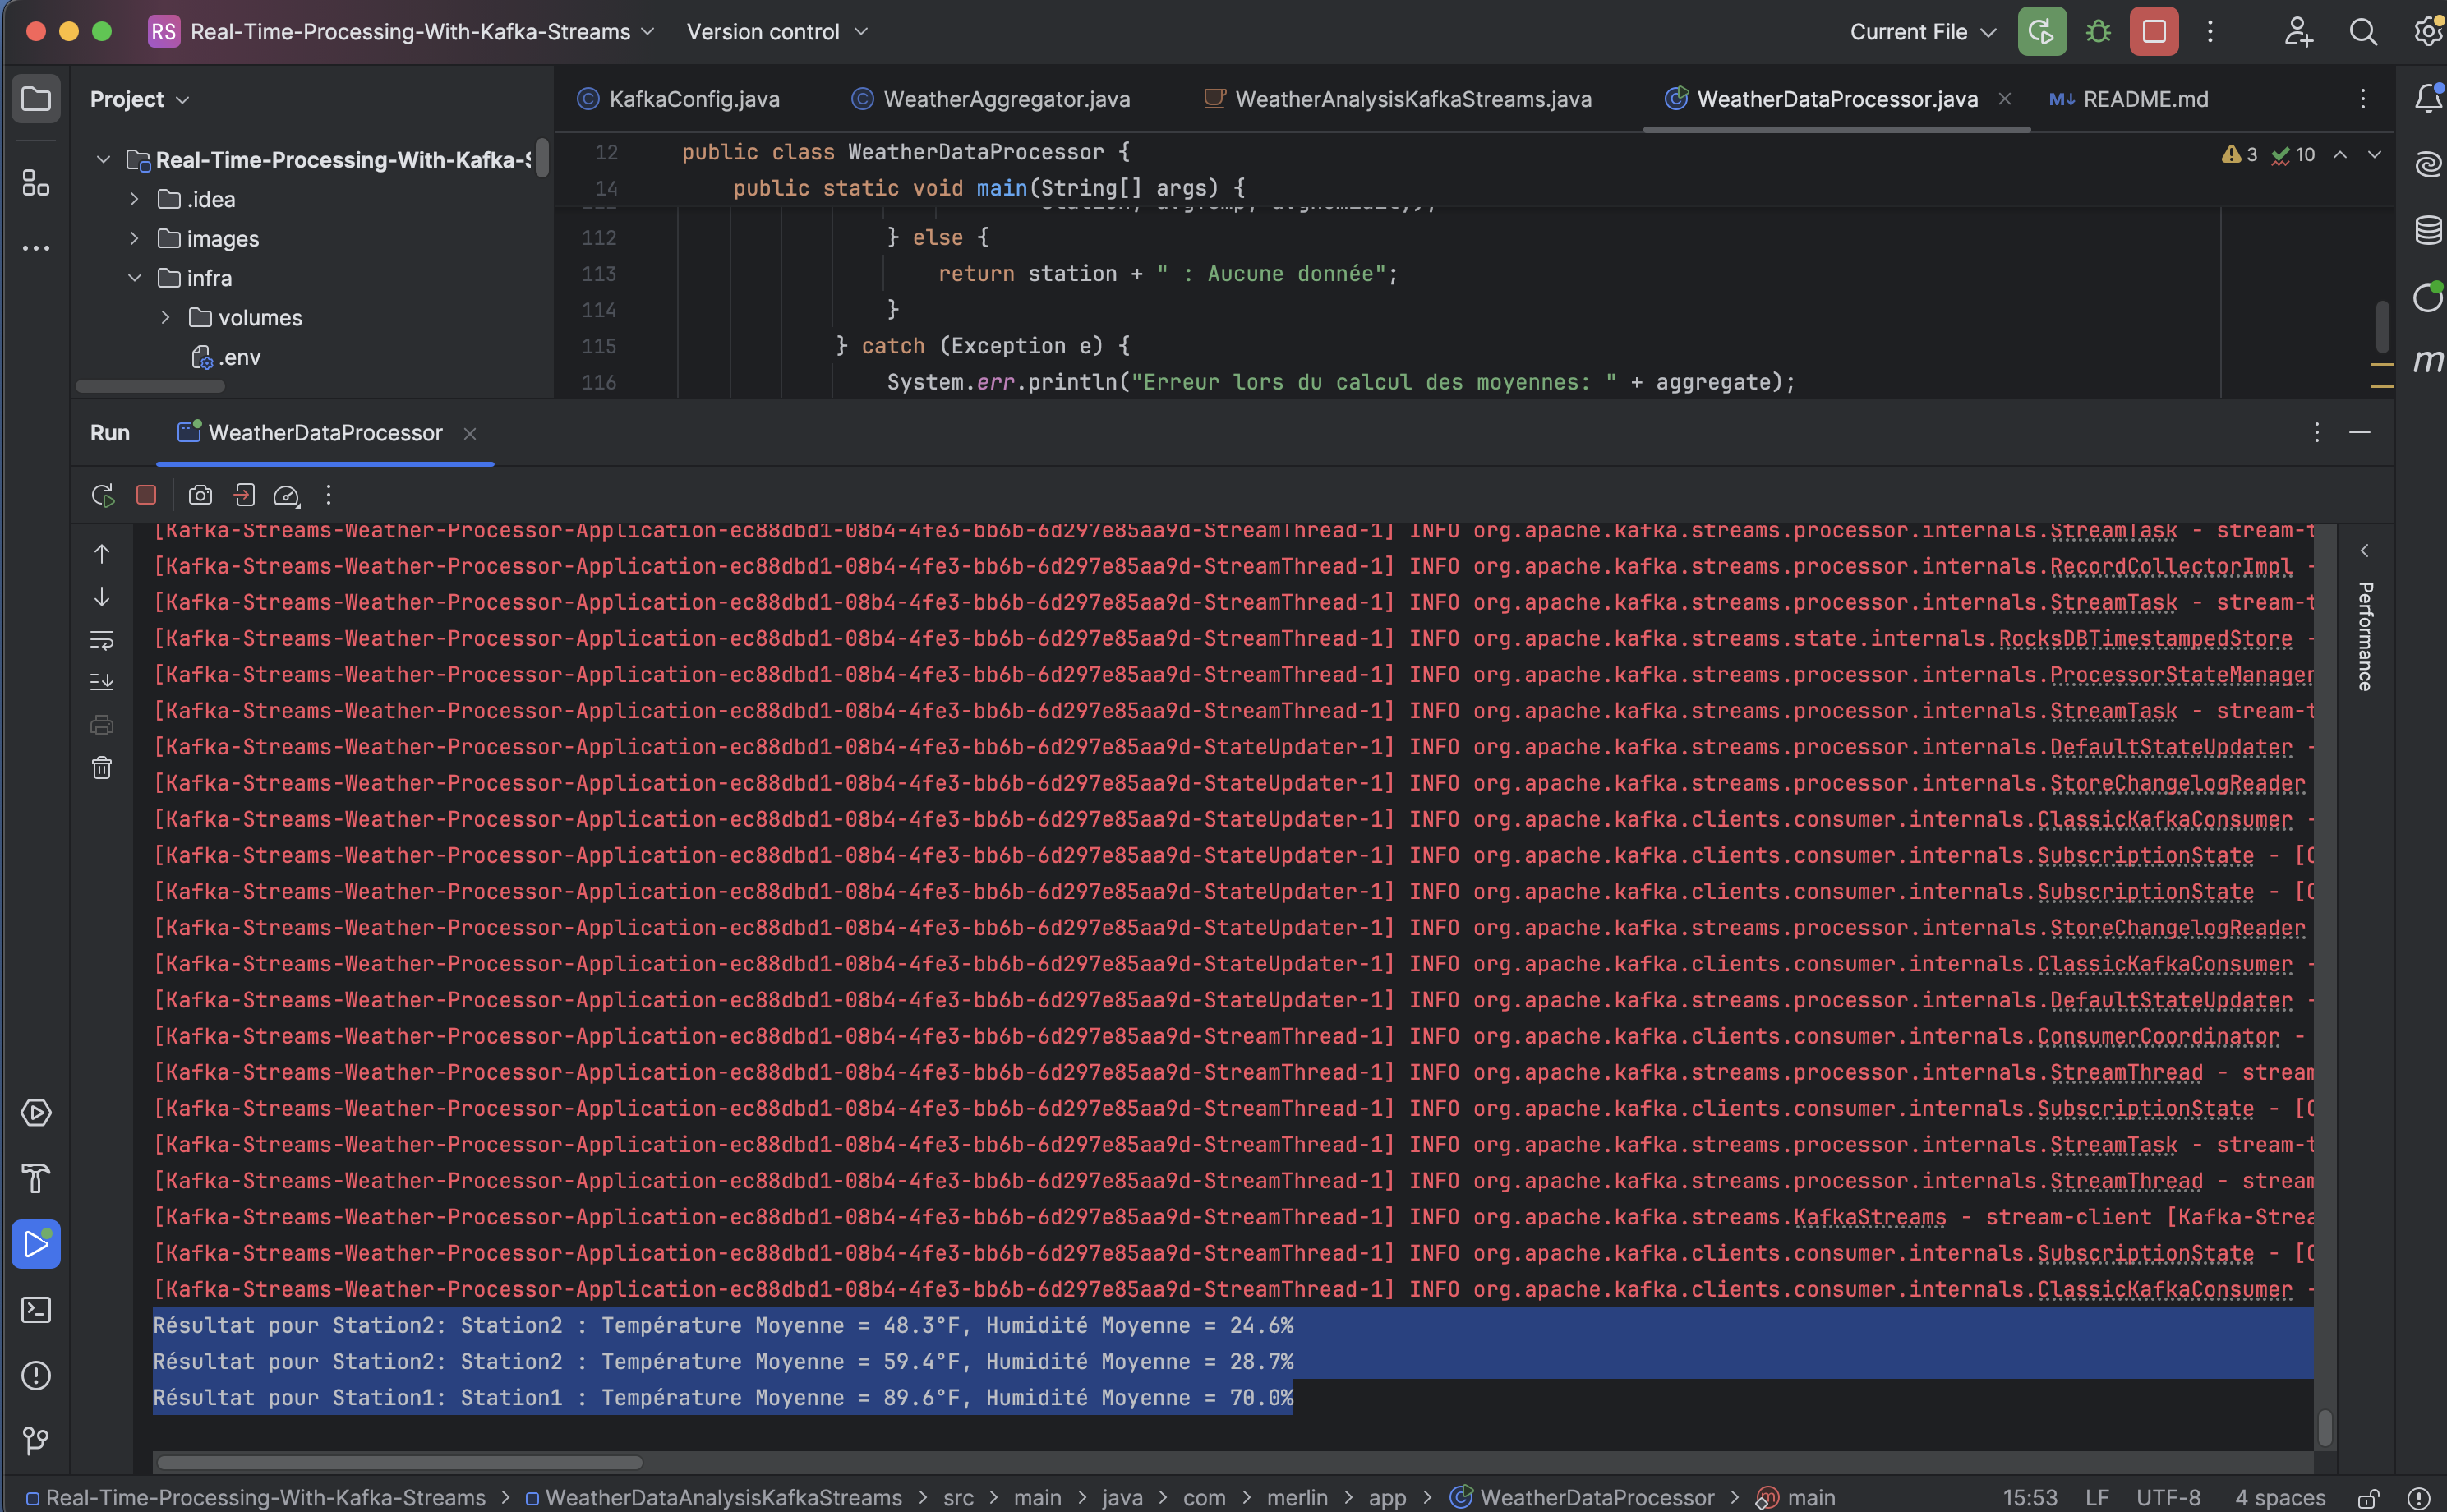 RS Real-Time-Processing-With-Kafka-Streams Version control Current File
Project
KafkaConfig.java WeatherAggregator.java WeatherAnalysisKafkaStreams.java WeatherDataProcessor.java README.md
Real-Time-Processing-With-Kafka-S
.idea
images
infra
volumes
.env
12 public class WeatherDataProcessor { 3 10
14 public static void main(String[] args) {
112 } else {
113 return station + " : Aucune donnée";
114 }
115 } catch (Exception e) {
116 System.err.println("Erreur lors du calcul des moyennes: " + aggregate);
Run WeatherDataProcessor
Performance
[Kafka-Streams-Weather-Processor-Application-ec88dbd1-08b4-4fe3-bb6b-6d297e85aa9d-StreamThread-1] INFO org.apache.kafka.streams.processor.internals.StreamTask - stream-t
[Kafka-Streams-Weather-Processor-Application-ec88dbd1-08b4-4fe3-bb6b-6d297e85aa9d-StreamThread-1] INFO org.apache.kafka.streams.processor.internals.RecordCollectorImpl -
[Kafka-Streams-Weather-Processor-Application-ec88dbd1-08b4-4fe3-bb6b-6d297e85aa9d-StreamThread-1] INFO org.apache.kafka.streams.processor.internals.StreamTask - stream-t
[Kafka-Streams-Weather-Processor-Application-ec88dbd1-08b4-4fe3-bb6b-6d297e85aa9d-StreamThread-1] INFO org.apache.kafka.streams.state.internals.RocksDBTimestampedStore -
[Kafka-Streams-Weather-Processor-Application-ec88dbd1-08b4-4fe3-bb6b-6d297e85aa9d-StreamThread-1] INFO org.apache.kafka.streams.processor.internals.ProcessorStateManager
[Kafka-Streams-Weather-Processor-Application-ec88dbd1-08b4-4fe3-bb6b-6d297e85aa9d-StreamThread-1] INFO org.apache.kafka.streams.processor.internals.StreamTask - stream-t
[Kafka-Streams-Weather-Processor-Application-ec88dbd1-08b4-4fe3-bb6b-6d297e85aa9d-StateUpdater-1] INFO org.apache.kafka.streams.processor.internals.DefaultStateUpdater -
[Kafka-Streams-Weather-Processor-Application-ec88dbd1-08b4-4fe3-bb6b-6d297e85aa9d-StateUpdater-1] INFO org.apache.kafka.streams.processor.internals.StoreChangelogReader
[Kafka-Streams-Weather-Processor-Application-ec88dbd1-08b4-4fe3-bb6b-6d297e85aa9d-StateUpdater-1] INFO org.apache.kafka.clients.consumer.internals.ClassicKafkaConsumer -
[Kafka-Streams-Weather-Processor-Application-ec88dbd1-08b4-4fe3-bb6b-6d297e85aa9d-StateUpdater-1] INFO org.apache.kafka.clients.consumer.internals.SubscriptionState - [C
[Kafka-Streams-Weather-Processor-Application-ec88dbd1-08b4-4fe3-bb6b-6d297e85aa9d-StateUpdater-1] INFO org.apache.kafka.clients.consumer.internals.SubscriptionState - [C
[Kafka-Streams-Weather-Processor-Application-ec88dbd1-08b4-4fe3-bb6b-6d297e85aa9d-StateUpdater-1] INFO org.apache.kafka.streams.processor.internals.StoreChangelogReader
[Kafka-Streams-Weather-Processor-Application-ec88dbd1-08b4-4fe3-bb6b-6d297e85aa9d-StateUpdater-1] INFO org.apache.kafka.clients.consumer.internals.ClassicKafkaConsumer -
[Kafka-Streams-Weather-Processor-Application-ec88dbd1-08b4-4fe3-bb6b-6d297e85aa9d-StateUpdater-1] INFO org.apache.kafka.streams.processor.internals.DefaultStateUpdater -
[Kafka-Streams-Weather-Processor-Application-ec88dbd1-08b4-4fe3-bb6b-6d297e85aa9d-StreamThread-1] INFO org.apache.kafka.clients.consumer.internals.ConsumerCoordinator -
[Kafka-Streams-Weather-Processor-Application-ec88dbd1-08b4-4fe3-bb6b-6d297e85aa9d-StreamThread-1] INFO org.apache.kafka.streams.processor.internals.StreamThread - stream
[Kafka-Streams-Weather-Processor-Application-ec88dbd1-08b4-4fe3-bb6b-6d297e85aa9d-StreamThread-1] INFO org.apache.kafka.clients.consumer.internals.SubscriptionState - [C
[Kafka-Streams-Weather-Processor-Application-ec88dbd1-08b4-4fe3-bb6b-6d297e85aa9d-StreamThread-1] INFO org.apache.kafka.streams.processor.internals.StreamTask - stream-t
[Kafka-Streams-Weather-Processor-Application-ec88dbd1-08b4-4fe3-bb6b-6d297e85aa9d-StreamThread-1] INFO org.apache.kafka.streams.processor.internals.StreamThread - stream
[Kafka-Streams-Weather-Processor-Application-ec88dbd1-08b4-4fe3-bb6b-6d297e85aa9d-StreamThread-1] INFO org.apache.kafka.streams.KafkaStreams - stream-client [Kafka-Strea
[Kafka-Streams-Weather-Processor-Application-ec88dbd1-08b4-4fe3-bb6b-6d297e85aa9d-StreamThread-1] INFO org.apache.kafka.clients.consumer.internals.SubscriptionState - [C
[Kafka-Streams-Weather-Processor-Application-ec88dbd1-08b4-4fe3-bb6b-6d297e85aa9d-StreamThread-1] INFO org.apache.kafka.clients.consumer.internals.ClassicKafkaConsumer -
Résultat pour Station2: Station2 : Température Moyenne = 48.3°F, Humidité Moyenne = 24.6%
Résultat pour Station2: Station2 : Température Moyenne = 59.4°F, Humidité Moyenne = 28.7%
Résultat pour Station1: Station1 : Température Moyenne = 89.6°F, Humidité Moyenne = 70.0%
Real-Time-Processing-With-Kafka-Streams > WeatherDataAnalysisKafkaStreams > src > main > java > com > merlin > app > WeatherDataProcessor > main 15:53 LF UTF-8 4 spaces